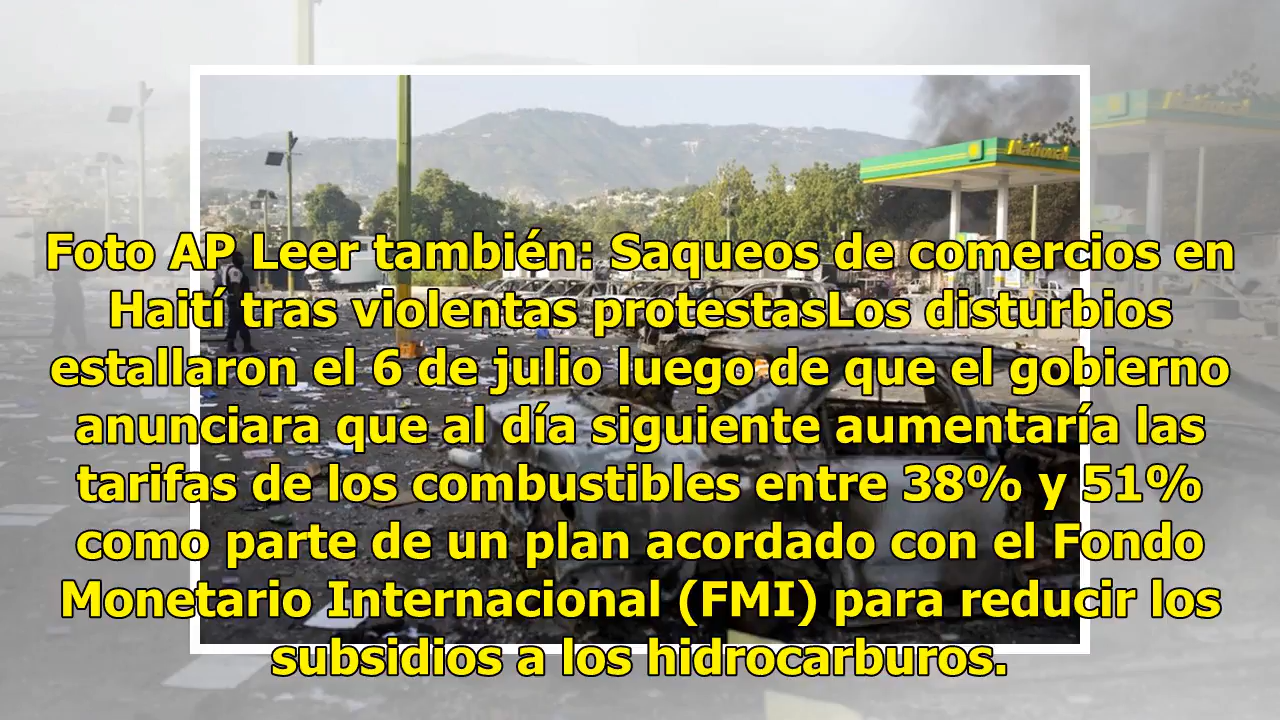 National
Foto AP Leer también: Saqueos de comercios en
Haití tras violentas protestasLos disturbios
estallaron el 6 de julio luego de que el gobierno
anunciara que al día siguiente aumentaría las
tarifas de los combustibles entre 38% y 51%
como parte de un plan acordado con el Fondo
Monetario Internacional (FMI) para reducir los
subsidios a los hidrocarburos.